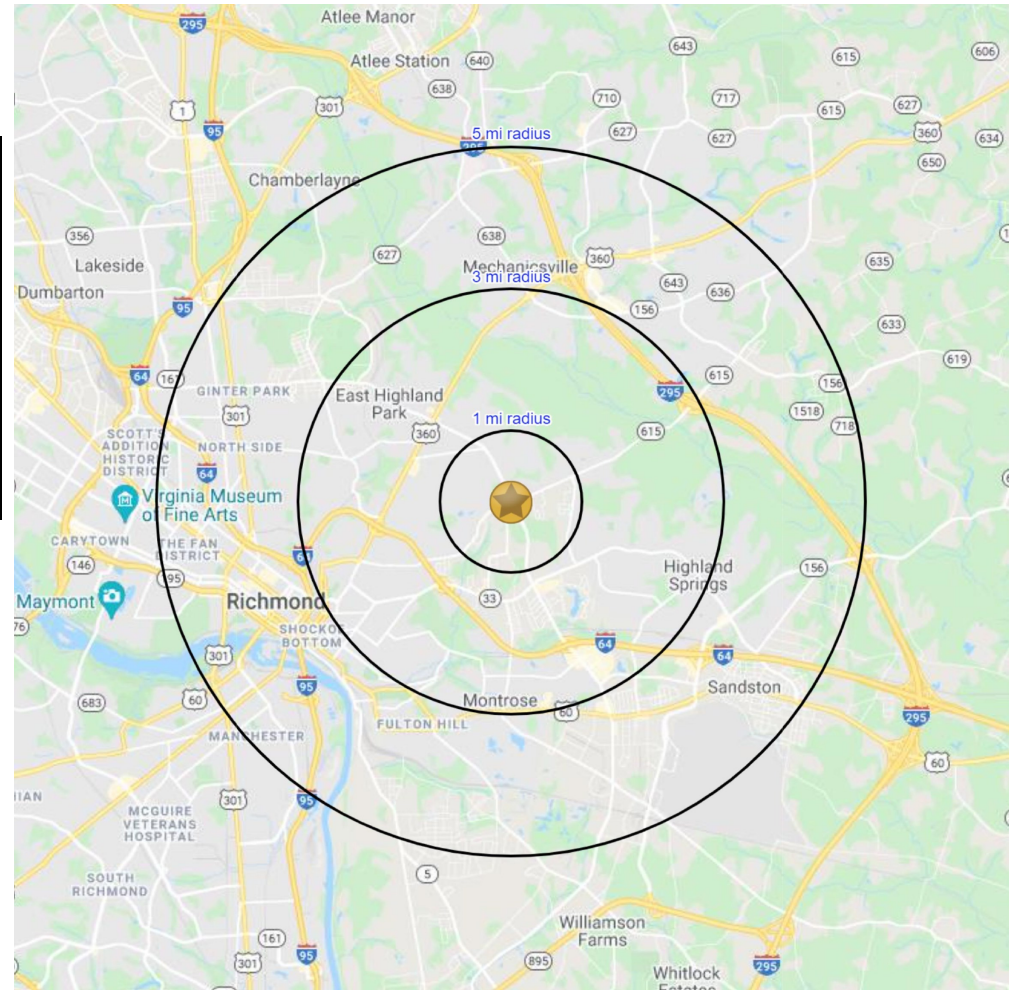 Atlee Manor
295
643
615
606
Atlee Station
640
638
710
717
627
1
301
615
95
5 mi radius
627
627
360
634
295
650
Chamberlayne
356
638
627
360
635
Lakeside
Mechanicsville
3 mi radius
643
636
Dumbarton
95
156
633
619
64
161
615
156
GINTER PARK
East Highland
Park
295
301
1 mi radius
1518
718
360
615
SCOTT'S
ADDITION
HISTORIC
DISTRICT
NORTH SIDE
64
Virginia Museum
of Fine Arts
CARYTOWN
THE FAN
DISTRICT
64
146
195
Highland
Springs
156
Maymont
Richmond
33
76
SHOCKOE
BOTTOM
301
64
64
95
683
60
Montrose
60
Sandston
FULTON HILL
295
MANCHESTER
60
301
95
MCGUIRE
VETERANS
HOSPITAL
5
SOUTH
RICHMOND
Williamson
Farms
161
95
301
895
295
Whitlock